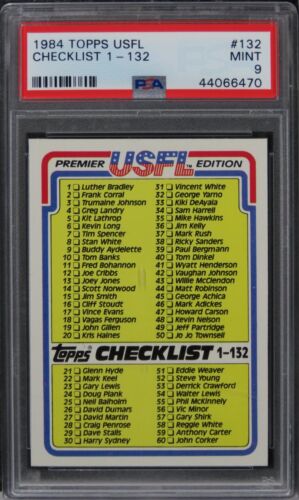 1984 TOPPS USFL #132
CHECKLIST 1-132 MINT
PSA 9
44066470
PREMIER USFL TM EDITION
1 Luther Bradley
2 Frank Corral
3 Trumaine Johnson
4 Greg Landry
5 Kit Lathrop
6 Kevin Long
7 Tim Spencer
8 Stan White
9 Buddy Aydelette
10 Tom Banks
11 Fred Bohannon
12 Joe Cribbs
13 Joey Jones
14 Scott Norwood
15 Jim Smith
16 Cliff Stoudt
17 Vince Evans
18 Vagas Ferguson
19 John Gillen
20 Kris Haines
31 Vincent White
32 George Yarno
33 Kiki DeAyala
34 Sam Harrell
35 Mike Hawkins
36 Jim Kelly
37 Mark Rush
38 Ricky Sanders
39 Paul Bergmann
40 Tom Dinkel
41 Wyatt Henderson
42 Vaughan Johnson
43 Willie McClendon
44 Matt Robinson
45 George Achica
46 Mark Adickes
47 Howard Carson
48 Kevin Nelson
49 Jeff Partridge
50 Jo Jo Townsell
Topps CHECKLIST 1-132
21 Glenn Hyde
22 Mark Keel
23 Gary Lewis
24 Doug Plank
25 Neil Balholm
26 David Dumars
27 David Martin
28 Craig Penrose
29 Dave Stalls
30 Harry Sydney
51 Eddie Weaver
52 Steve Young
53 Derrick Crawford
54 Walter Lewis
55 Phil McKinnely
56 Vic Minor
57 Gary Shirk
58 Reggie White
59 Anthony Carter
60 John Corker